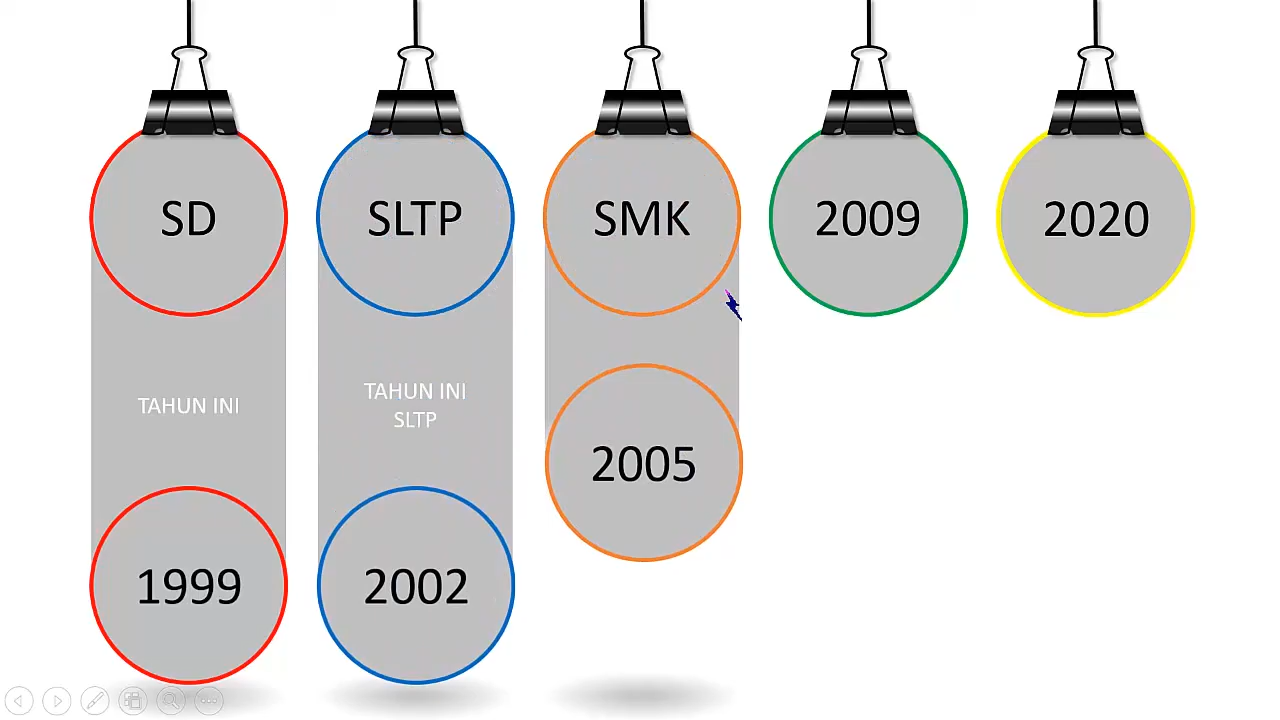 SD
SLTP
SMK
2009
2020
TAHUN INI
TAHUN INI
SLTP
2005
1999
2002